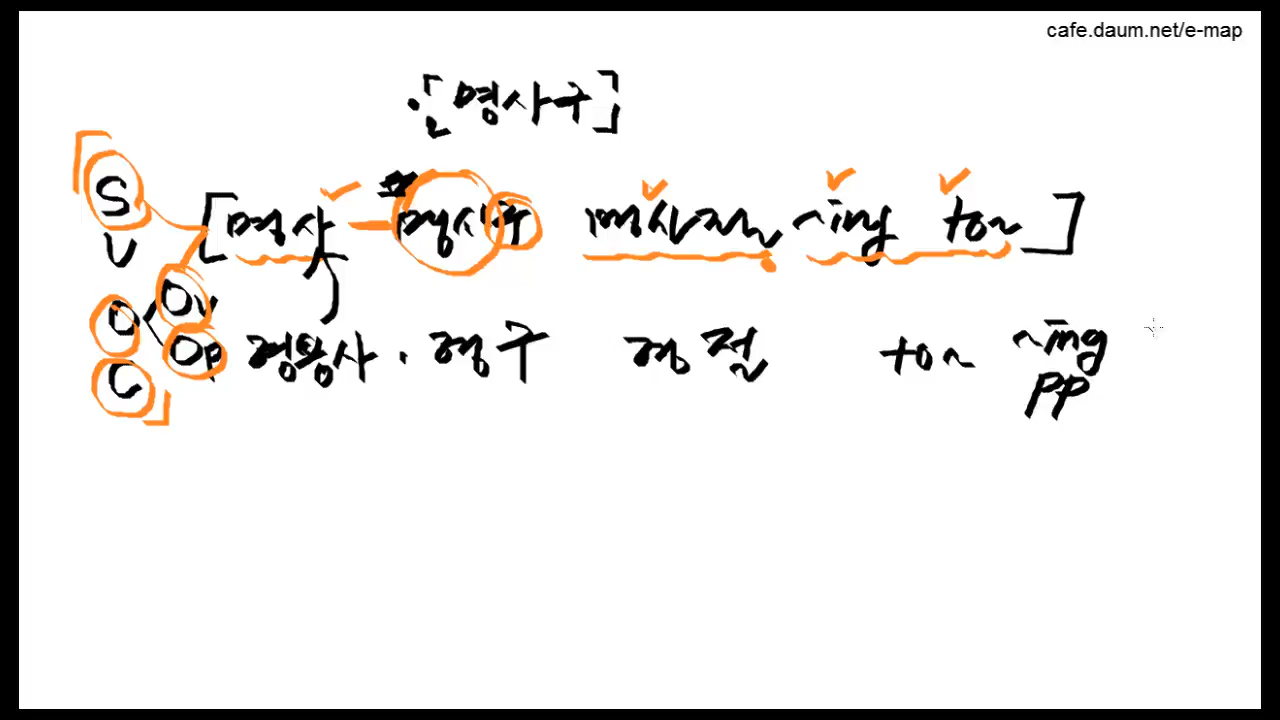 cafe.daum.net/e-map
·[명사구]
S [명사 명사구 명사절 ~ing to~]
V
O < OV
OP 형용사 . 형구 형절 to~ ~ing
C PP